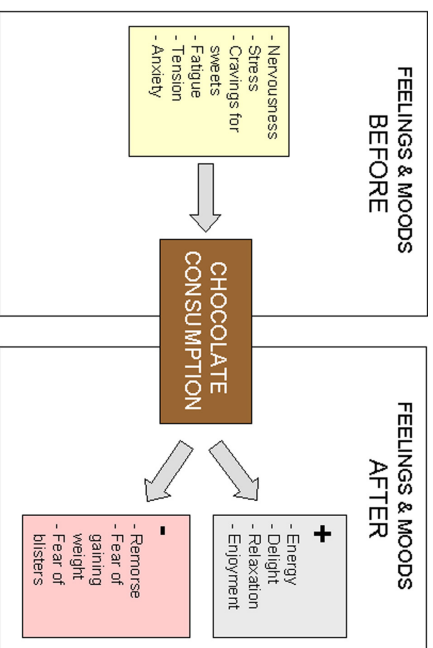 FEELINGS & MOODS
BEFORE
- Nervousness
- Stress
- Cravings for
sweets
- Fatigue
- Tension
- Anxiety
CHOCOLATE
CONSUMPTION
FEELINGS & MOODS
AFTER
+
- Energy
- Delight
- Relaxation
- Enjoyment
-
- Remorse
- Fear of
gaining
weight
- Fear of
blisters